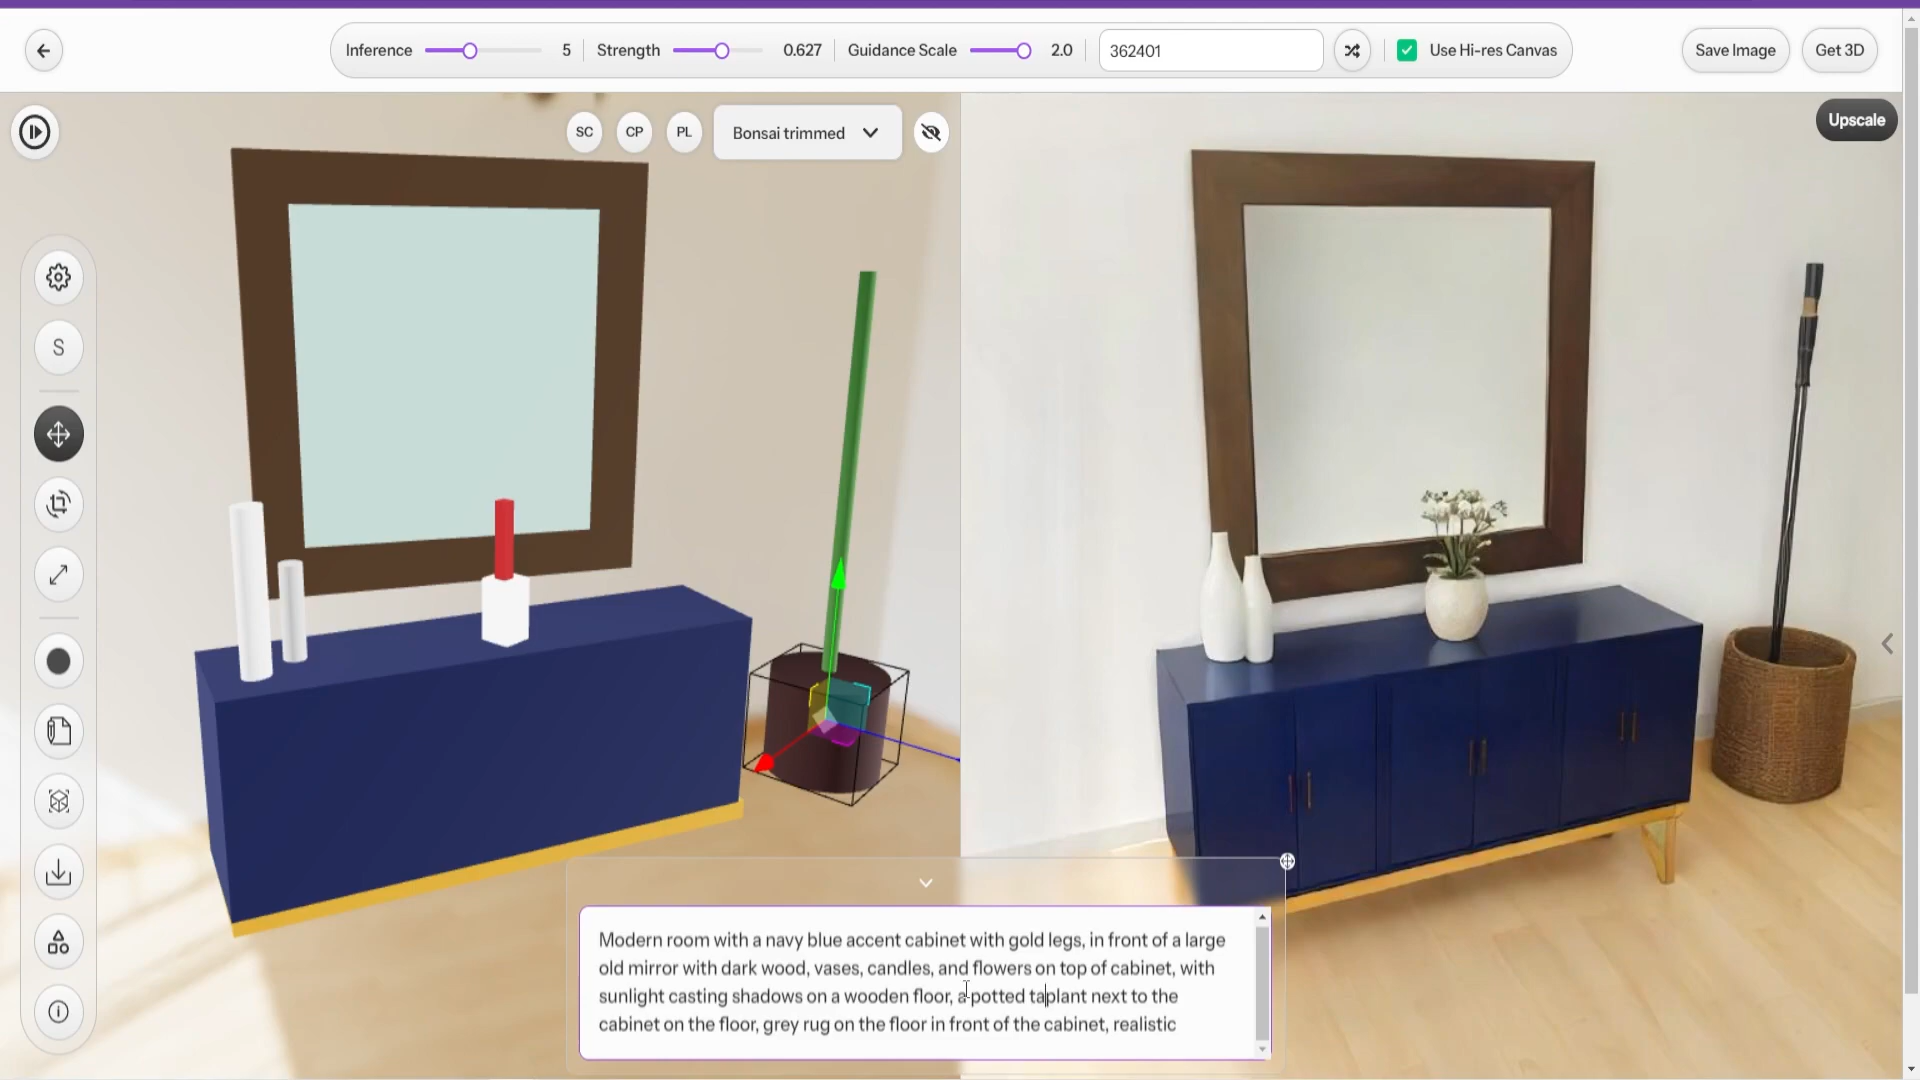 Inference 5 Strength 0.627 Guidance Scale 2.0 362401 Use Hi-res Canvas Save Image Get 3D
SC CP PL Bonsai trimmed Upscale
S
Modern room with a navy blue accent cabinet with gold legs, in front of a large
old mirror with dark wood, vases, candles, and flowers on top of cabinet, with
sunlight casting shadows on a wooden floor, a potted taplant next to the
cabinet on the floor, grey rug on the floor in front of the cabinet, realistic